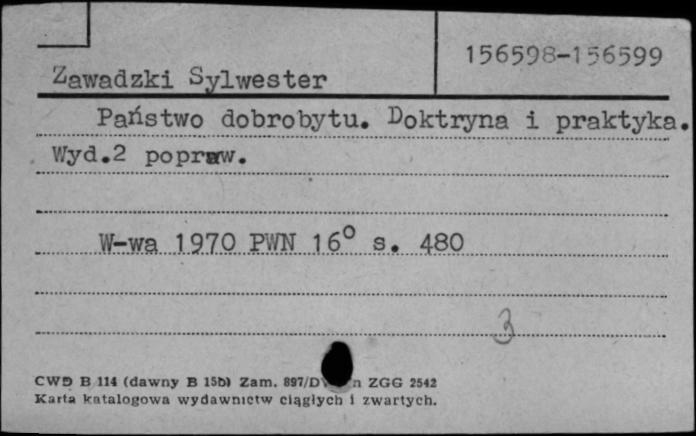 156598-156599
Zawadzki Sylwester
Państwo dobrobytu. Doktryna i praktyka.
Wyd.2 popraw.
W-wa 1970 PWN 16° s. 480
3
CWD B 114 (dawny B 15b) Zam. 897/D ZGG 2542
Karta katalogowa wydawnictw ciągłych i zwartych.